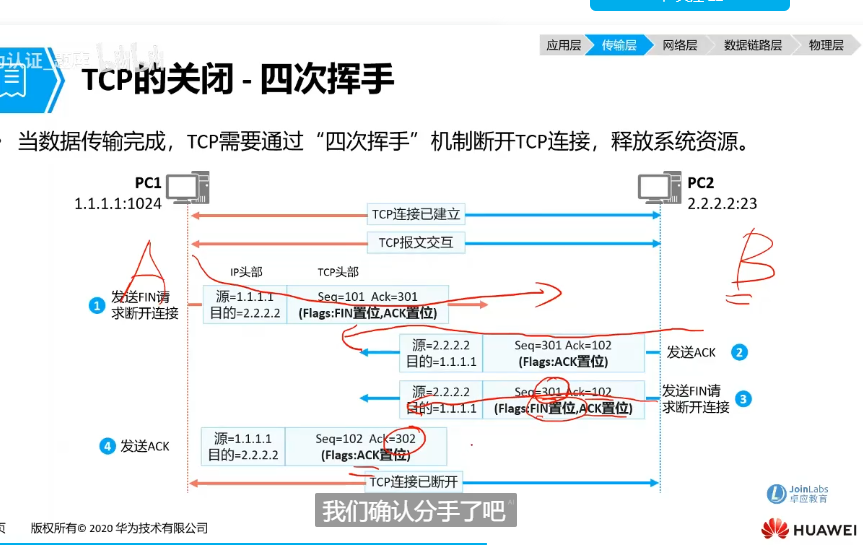 应用层 传输层 网络层 数据链路层 物理层
TCP的关闭 - 四次挥手
当数据传输完成，TCP需要通过“四次挥手”机制断开TCP连接，释放系统资源。
PC1
1.1.1.1:1024
PC2
2.2.2.2:23
TCP连接已建立
TCP报文交互
A
B
IP头部 TCP头部
1 发送FIN请
求断开连接
源=1.1.1.1 Seq=101 Ack=301
目的=2.2.2.2 (Flags:FIN置位,ACK置位)
源=2.2.2.2 Seq=301 Ack=102
目的=1.1.1.1 (Flags:ACK置位)
发送ACK 2
源=2.2.2.2 Seq=301 Ack=102
目的=1.1.1.1 (Flags:FIN置位,ACK置位)
发送FIN请
求断开连接 3
4 发送ACK
源=1.1.1.1 Seq=102 Ack=302
目的=2.2.2.2 (Flags:ACK置位)
TCP连接已断开
我们确认分手了吧
JoinLabs
卓应教育
页 版权所有© 2020 华为技术有限公司
HUAWEI